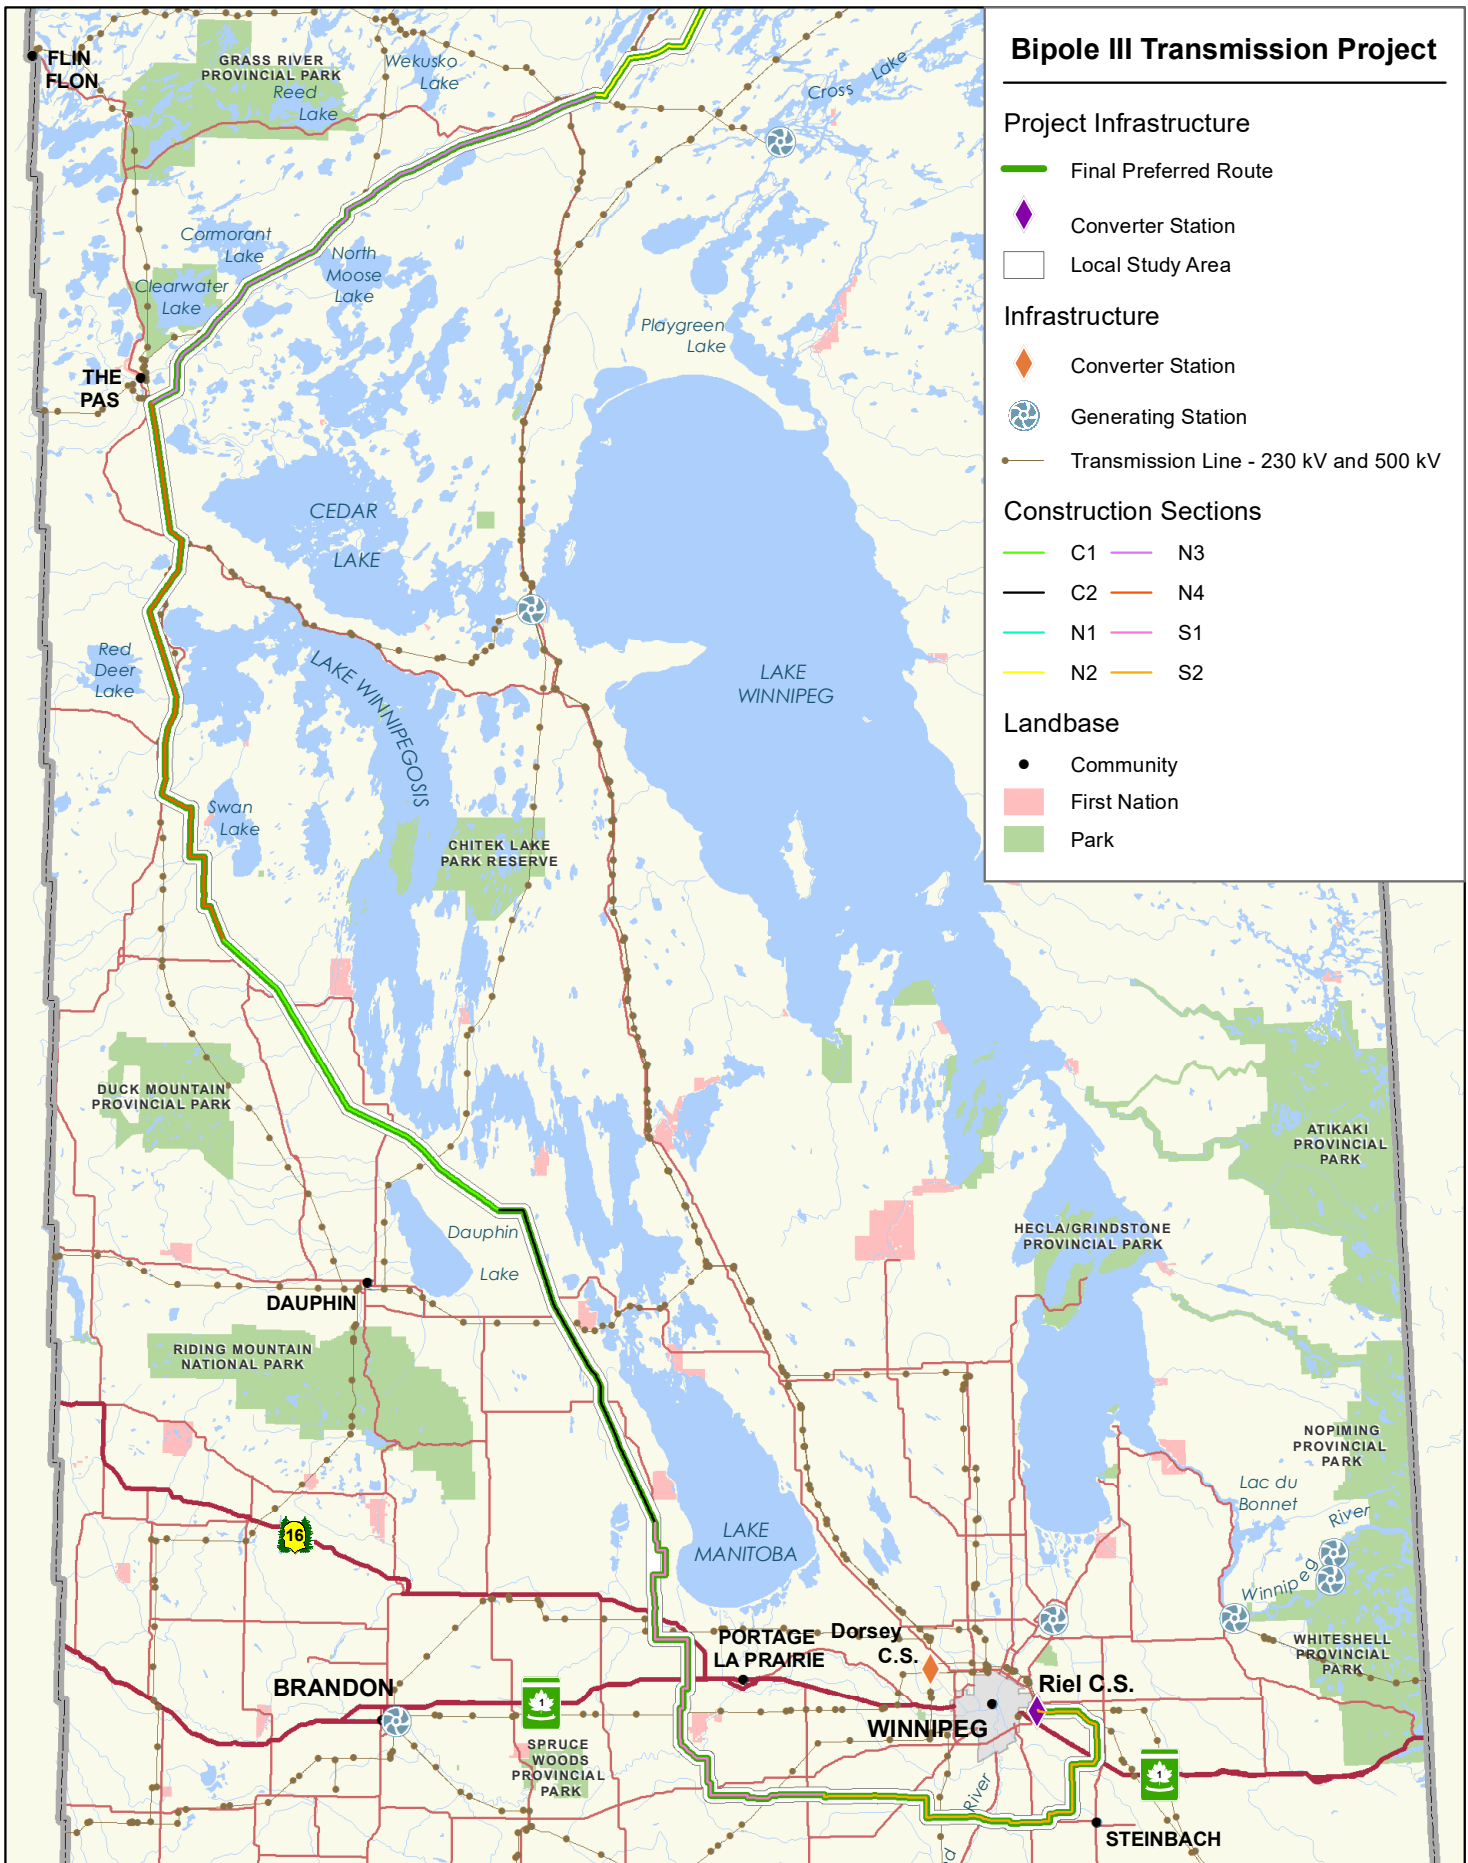 Bipole III Transmission Project
Project Infrastructure
Final Preferred Route
Converter Station
Local Study Area
Infrastructure
Converter Station
Generating Station
Transmission Line - 230 kV and 500 kV
Construction Sections
C1 N3
C2 N4
N1 S1
N2 S2
Landbase
Community
First Nation
Park
FLIN
FLON
GRASS RIVER
PROVINCIAL PARK
Reed
Lake
Wekusko
Lake
Cross Lake
Cormorant
Lake
North
Moose
Lake
Clearwater
Lake
Playgreen
Lake
THE
PAS
CEDAR
LAKE
Red
Deer
Lake
LAKE WINNIPEGOSIS
LAKE
WINNIPEG
Swan
Lake
CHITEK LAKE
PARK RESERVE
DUCK MOUNTAIN
PROVINCIAL PARK
ATIKAKI
PROVINCIAL
PARK
Dauphin
Lake
HECLA/GRINDSTONE
PROVINCIAL PARK
DAUPHIN
RIDING MOUNTAIN
NATIONAL PARK
NOPIMING
PROVINCIAL
PARK
Lac du
Bonnet
16
LAKE
MANITOBA
Winnipeg River
PORTAGE
LA PRAIRIE
Dorsey
C.S.
WHITESHELL
PROVINCIAL
PARK
BRANDON
1
Riel C.S.
WINNIPEG
SPRUCE
WOODS
PROVINCIAL
PARK
1
River
STEINBACH